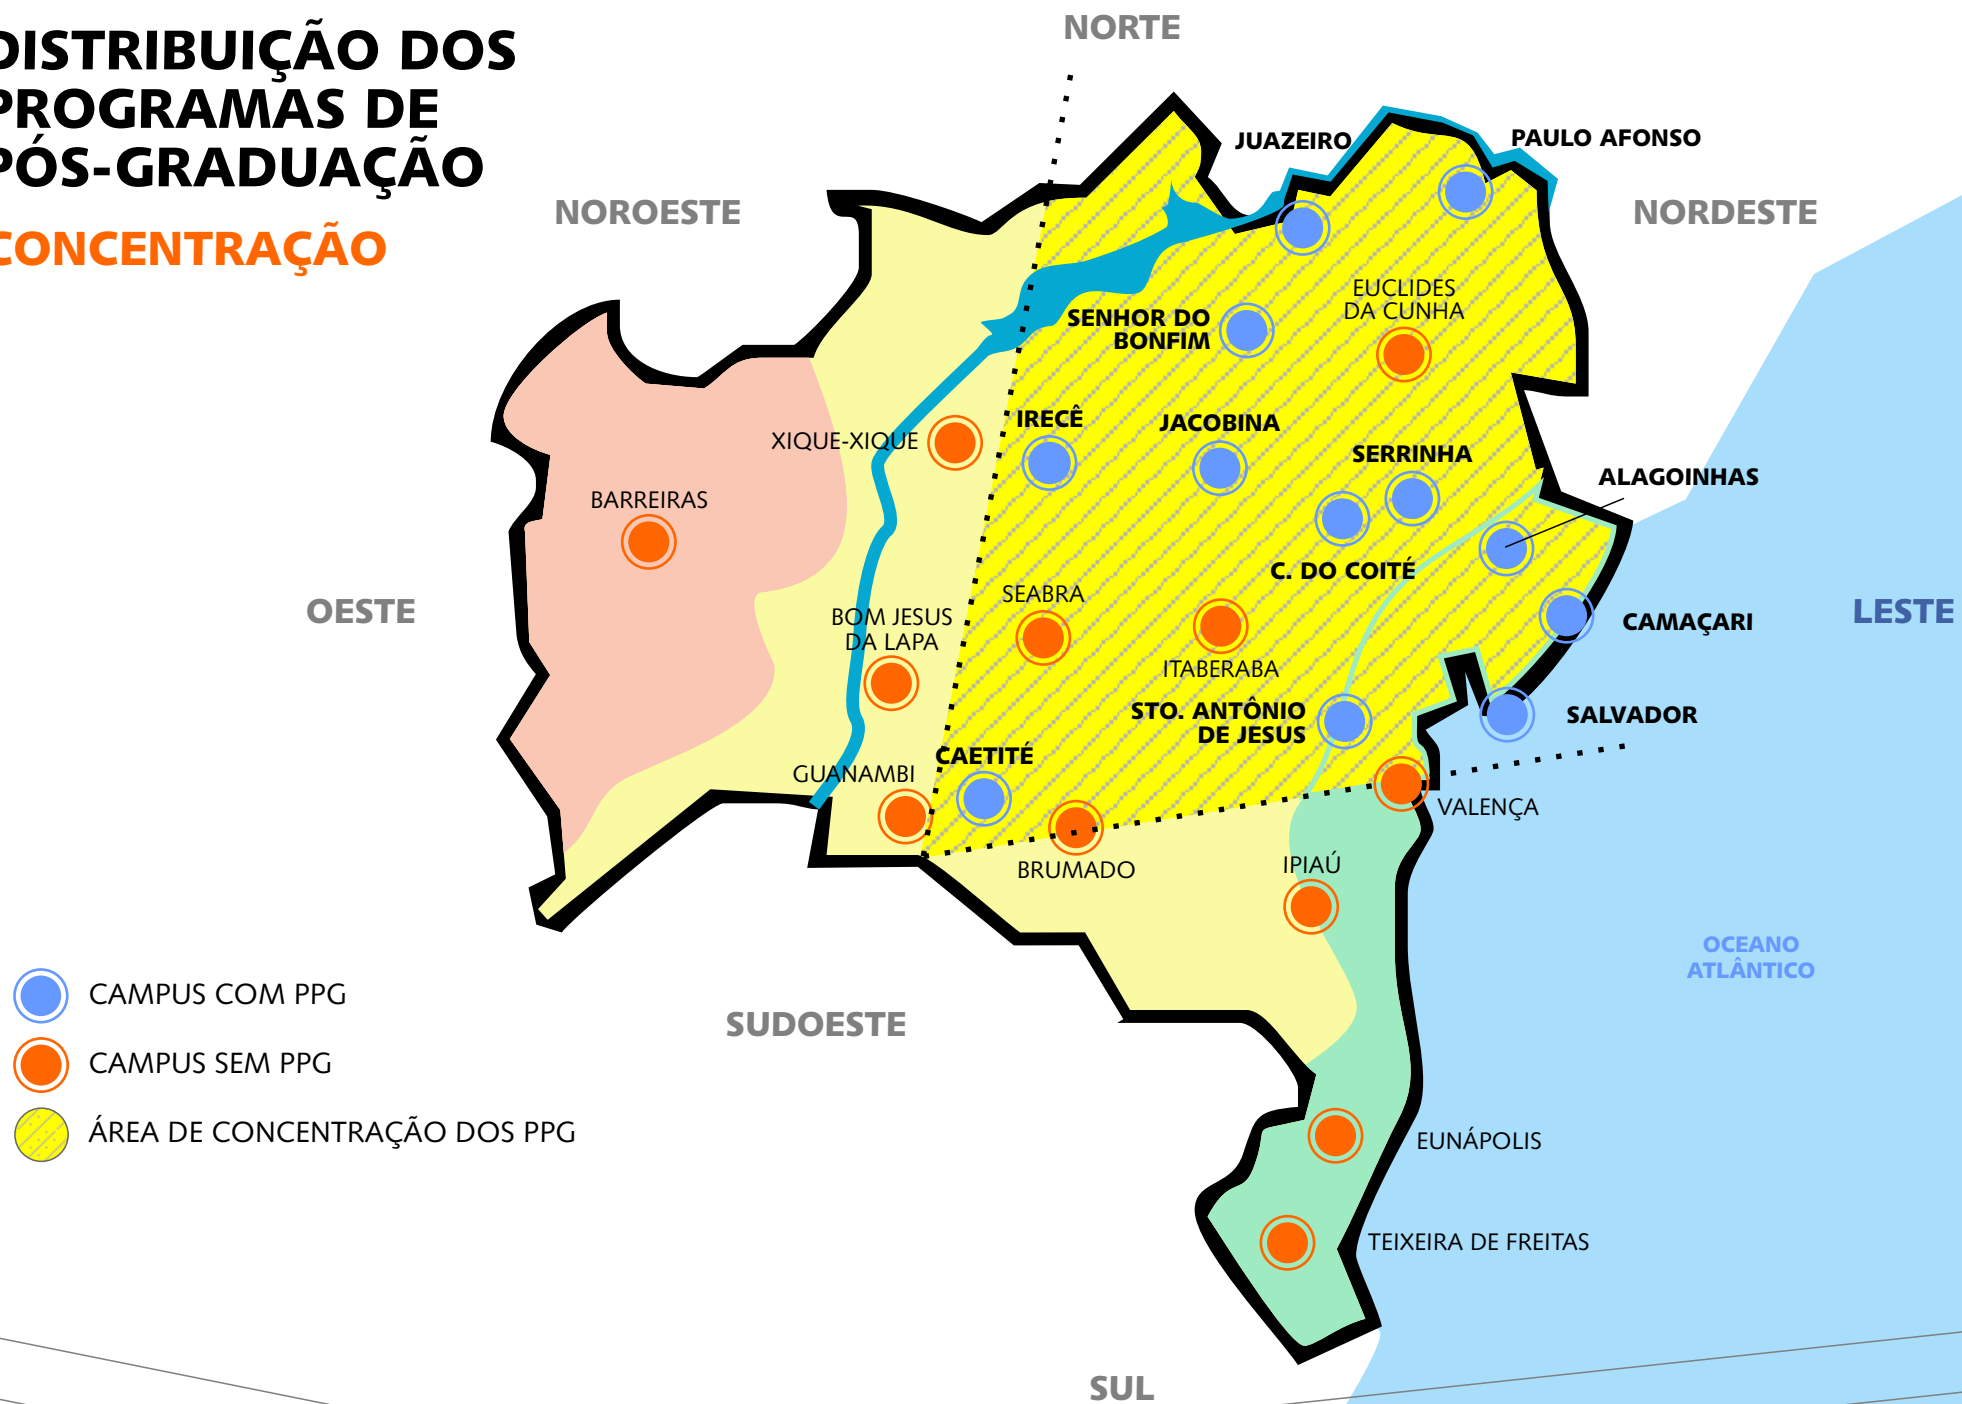 DISTRIBUIÇÃO DOS
PROGRAMAS DE
PÓS-GRADUAÇÃO
CONCENTRAÇÃO
NORTE
NOROESTE
JUAZEIRO
PAULO AFONSO
NORDESTE
EUCLIDES
DA CUNHA
SENHOR DO
BONFIM
XIQUE-XIQUE
IRECÊ
JACOBINA
SERRINHA
ALAGOINHAS
BARREIRAS
C. DO COITÉ
OESTE
BOM JESUS
DA LAPA
SEABRA
ITABERABA
CAMAÇARI
LESTE
STO. ANTÔNIO
DE JESUS
SALVADOR
GUANAMBI
CAETITÉ
VALENÇA
BRUMADO
IPIAÚ
OCEANO
ATLÂNTICO
CAMPUS COM PPG
SUDOESTE
CAMPUS SEM PPG
ÁREA DE CONCENTRAÇÃO DOS PPG
EUNÁPOLIS
TEIXEIRA DE FREITAS
SUL